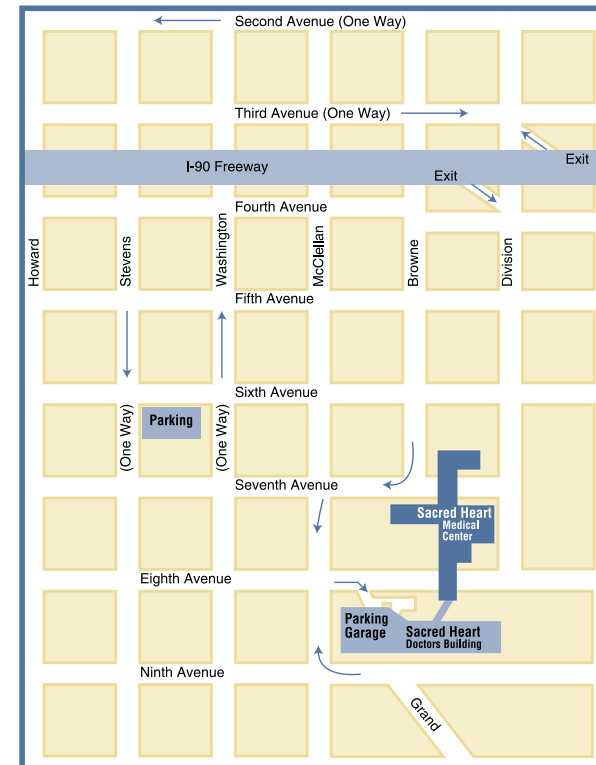 Second Avenue (One Way)
Third Avenue (One Way)
I-90 Freeway
Exit
Exit
Fourth Avenue
Howard
Stevens
Washington
McClellan
Browne
Division
Fifth Avenue
Sixth Avenue
Parking
(One Way)
(One Way)
Seventh Avenue
Sacred Heart
Medical
Center
Eighth Avenue
Parking
Garage
Sacred Heart
Doctors Building
Ninth Avenue
Grand